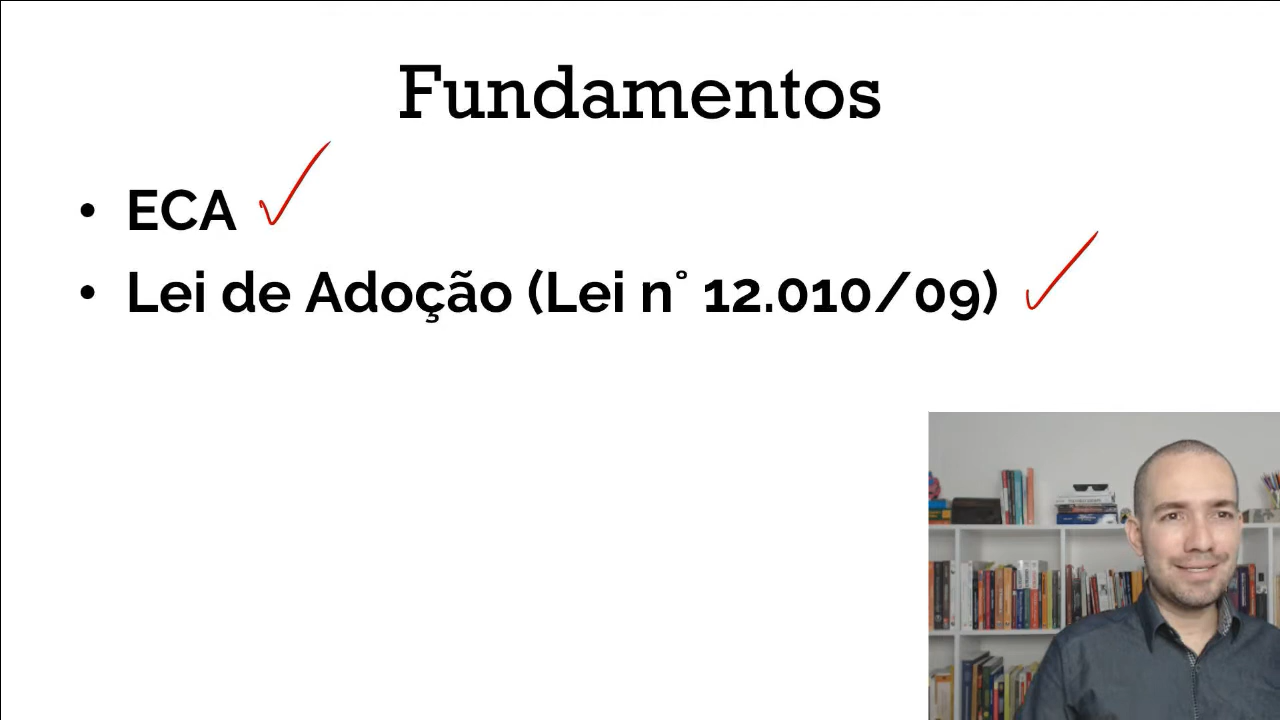 Fundamentos
• ECA
• Lei de Adoção (Lei n° 12.010/09)